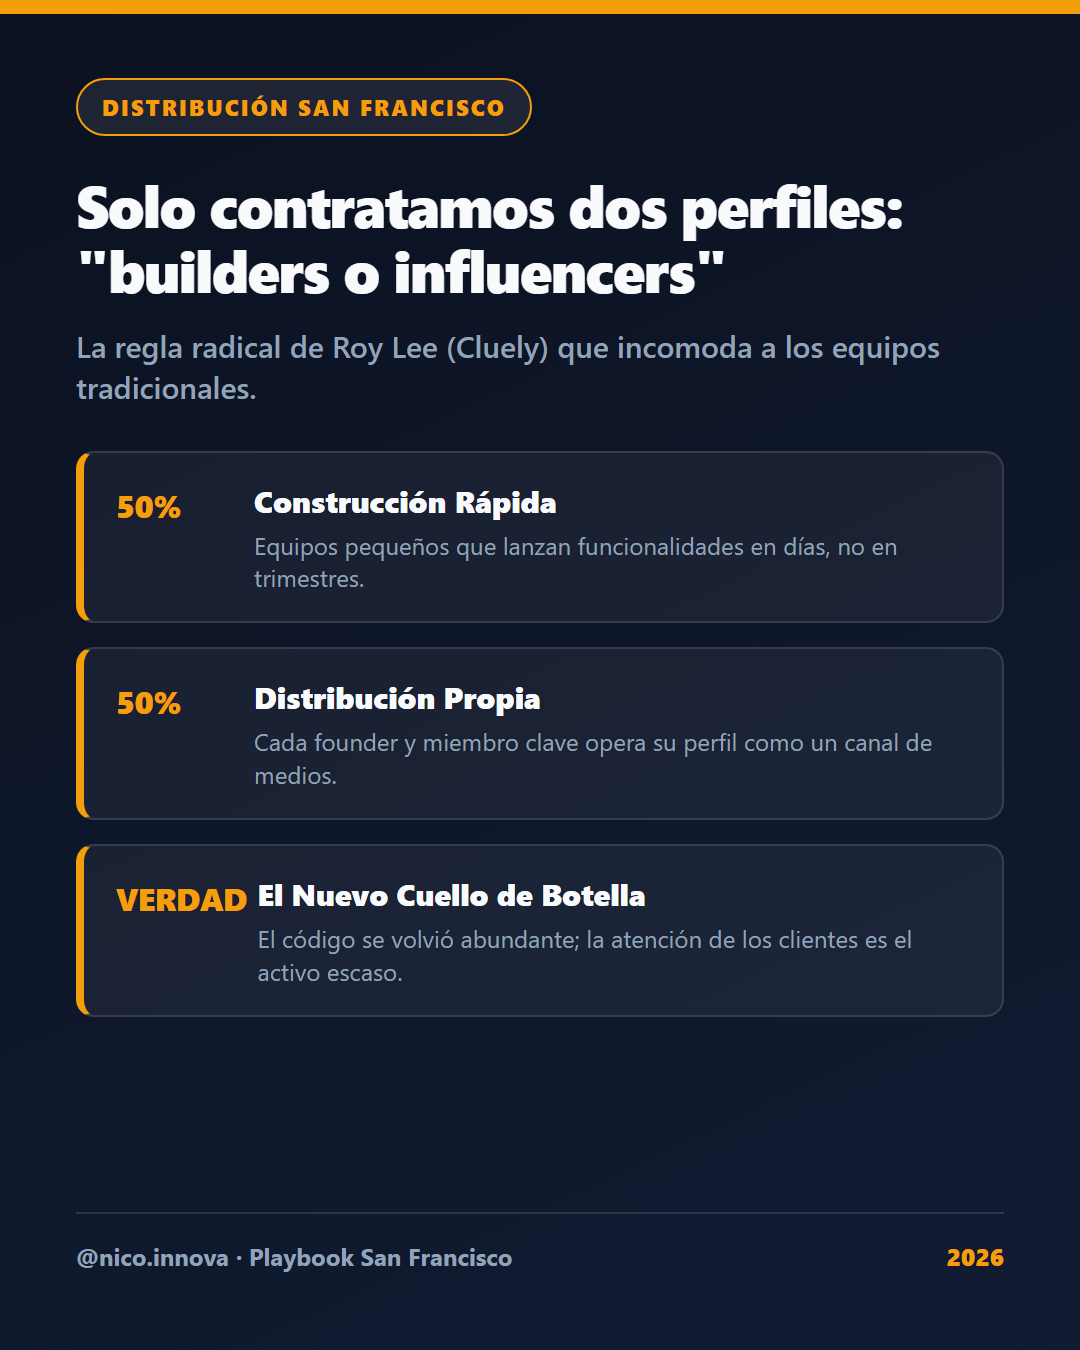 DISTRIBUCIÓN SAN FRANCISCO
Solo contratamos dos perfiles:
"builders o influencers"
La regla radical de Roy Lee (Cluely) que incomoda a los equipos
tradicionales.
50%
Construcción Rápida
Equipos pequeños que lanzan funcionalidades en días, no en
trimestres.
50%
Distribución Propia
Cada founder y miembro clave opera su perfil como un canal de
medios.
VERDAD
El Nuevo Cuello de Botella
El código se volvió abundante; la atención de los clientes es el
activo escaso.
@nico.innova · Playbook San Francisco
2026